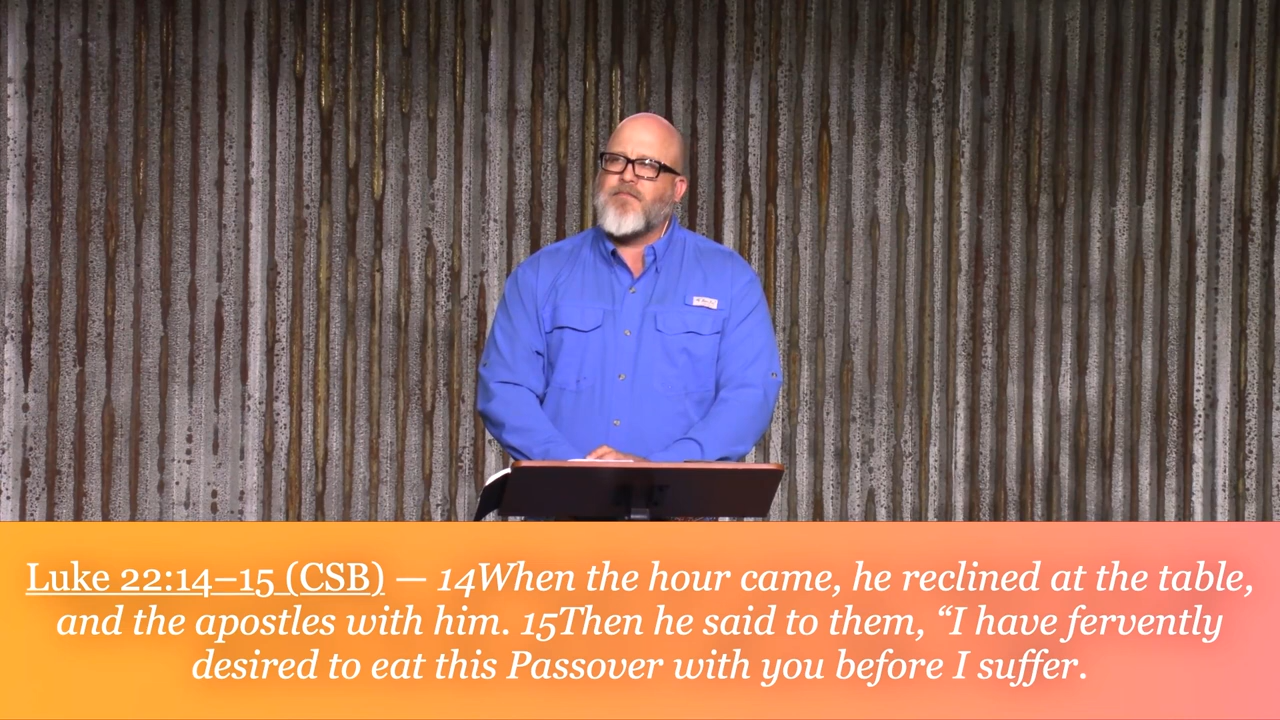 Luke 22:14–15 (CSB) — 14When the hour came, he reclined at the table,
and the apostles with him. 15Then he said to them, “I have fervently
desired to eat this Passover with you before I suffer.